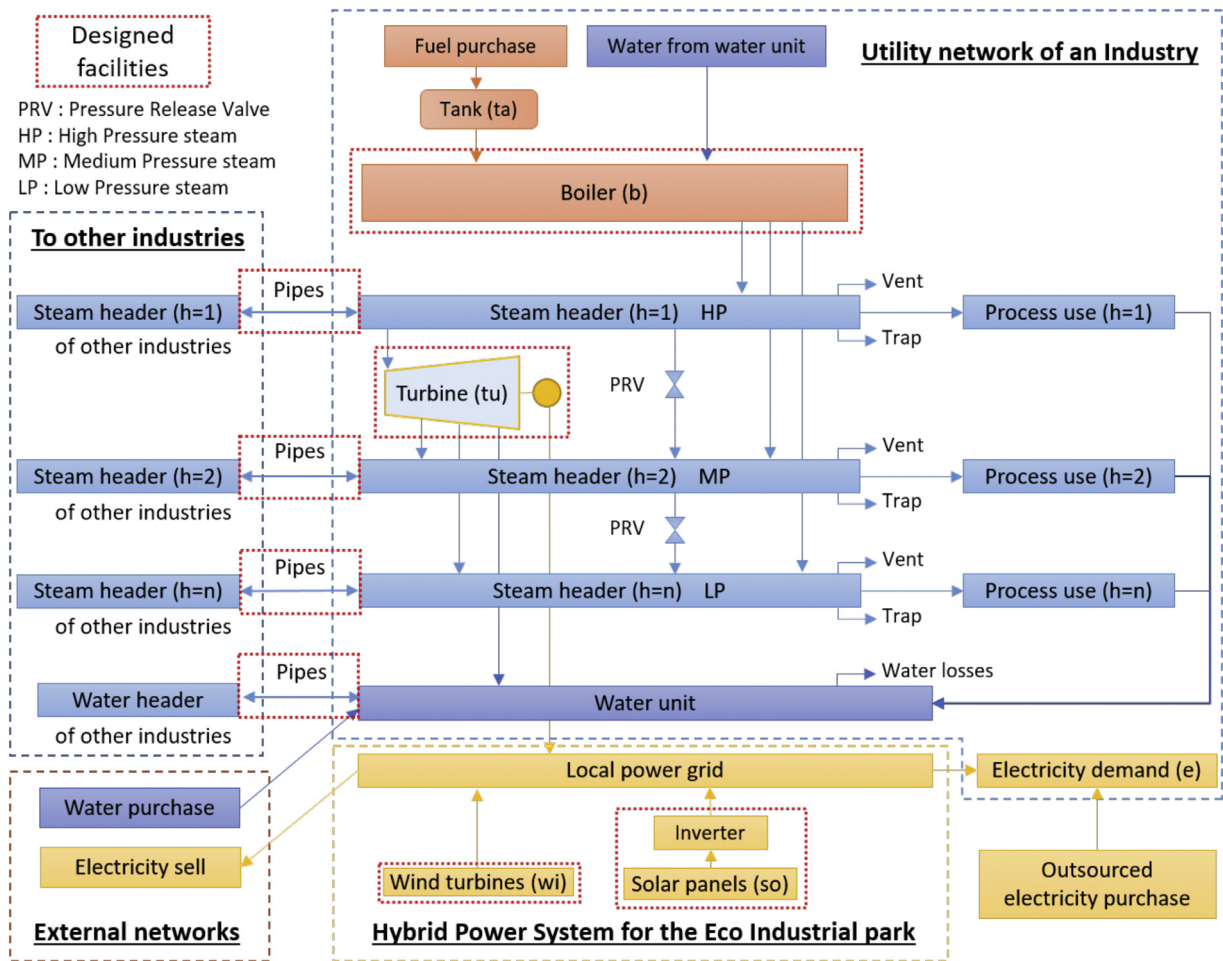 Designed
facilities
PRV : Pressure Release Valve
HP : High Pressure steam
MP : Medium Pressure steam
LP : Low Pressure steam
Fuel purchase
Water from water unit
Utility network of an Industry
Tank (ta)
Boiler (b)
To other industries
Pipes
Vent
Steam header (h=1)
Steam header (h=1) HP
Process use (h=1)
of other industries
Trap
Turbine (tu)
PRV
Pipes
Vent
Steam header (h=2)
Steam header (h=2) MP
Process use (h=2)
of other industries
Trap
PRV
Pipes
Vent
Steam header (h=n)
Steam header (h=n) LP
Process use (h=n)
of other industries
Trap
Pipes
Water losses
Water header
Water unit
of other industries
Local power grid
Electricity demand (e)
Water purchase
Inverter
Electricity sell
Wind turbines (wi)
Solar panels (so)
Outsourced
electricity purchase
External networks
Hybrid Power System for the Eco Industrial park